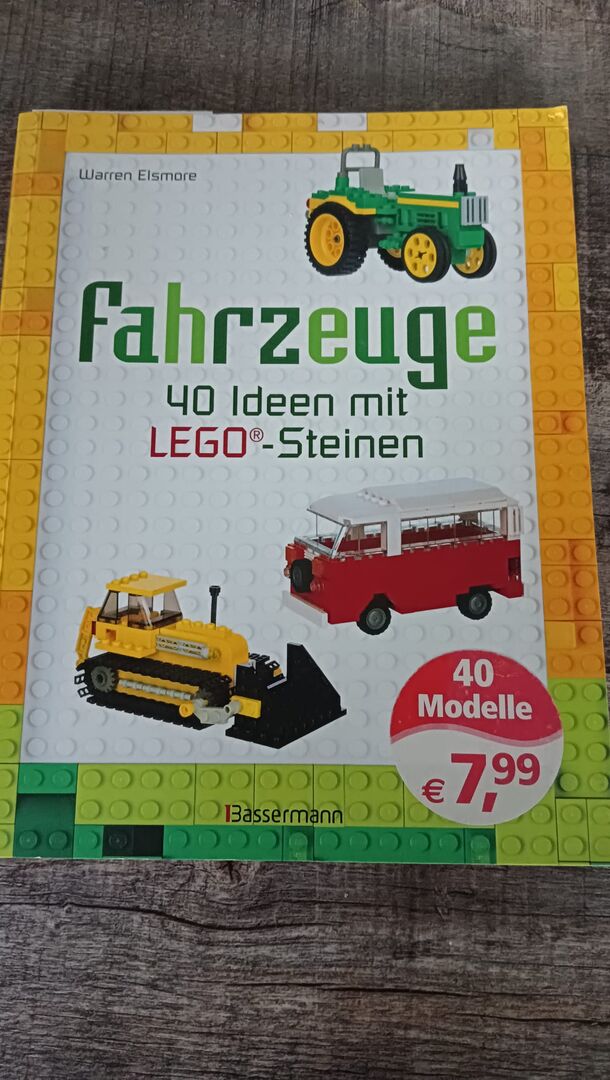 Warren Elsmore
Fahrzeuge
40 Ideen mit
LEGO®-Steinen
40
Modelle
€ 7,99
Bassermann